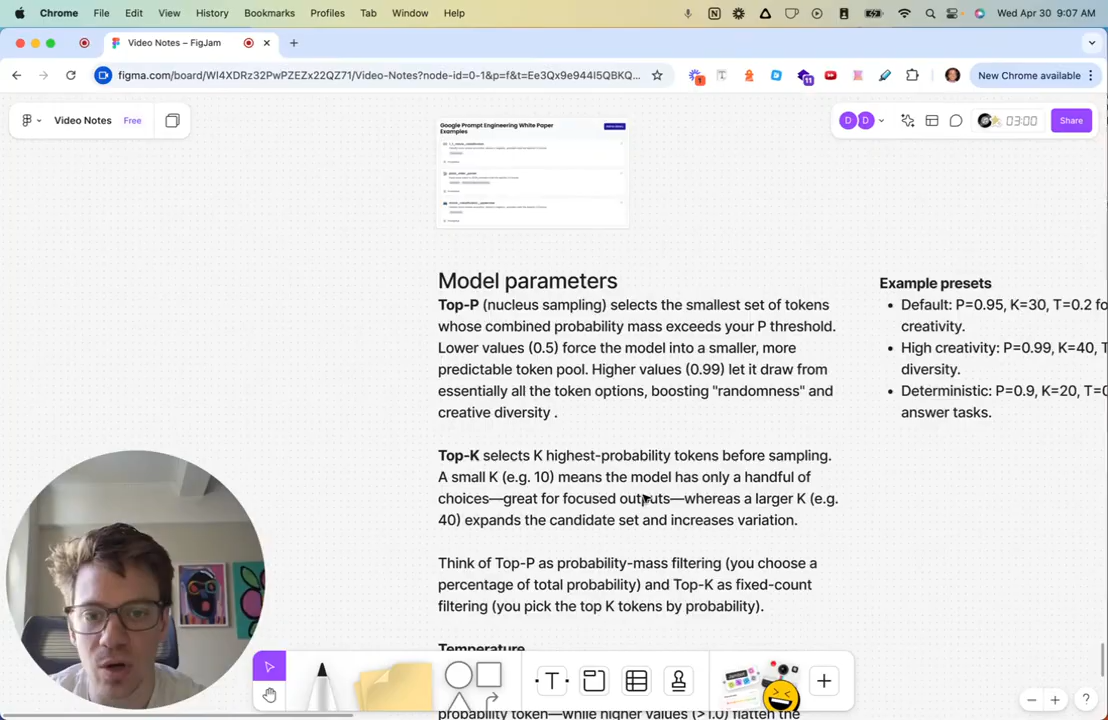 Chrome File Edit View History Bookmarks Profiles Tab Window Help
Wed Apr 30 9:07 AM
Video Notes – FigJam
figma.com/board/WI4XDRz32PwPZEZx22QZ71/Video-Notes?node-id=0-1&p=f&t=Ee3Qx9e944I5QBKQ...
1
11
New Chrome available
Video Notes Free
D D
03:00
Share
Google Prompt Engineering White Paper
Examples
Model parameters
Top-P (nucleus sampling) selects the smallest set of tokens
whose combined probability mass exceeds your P threshold.
Lower values (0.5) force the model into a smaller, more
predictable token pool. Higher values (0.99) let it draw from
essentially all the token options, boosting "randomness" and
creative diversity .
Top-K selects K highest-probability tokens before sampling.
A small K (e.g. 10) means the model has only a handful of
choices—great for focused outputs—whereas a larger K (e.g.
40) expands the candidate set and increases variation.
Think of Top-P as probability-mass filtering (you choose a
percentage of total probability) and Top-K as fixed-count
filtering (you pick the top K tokens by probability).
Temperature
probability token—while higher values (>1.0) flatten the
Example presets
• Default: P=0.95, K=30, T=0.2 fo
creativity.
• High creativity: P=0.99, K=40, T
diversity.
• Deterministic: P=0.9, K=20, T=0
answer tasks.
T
?